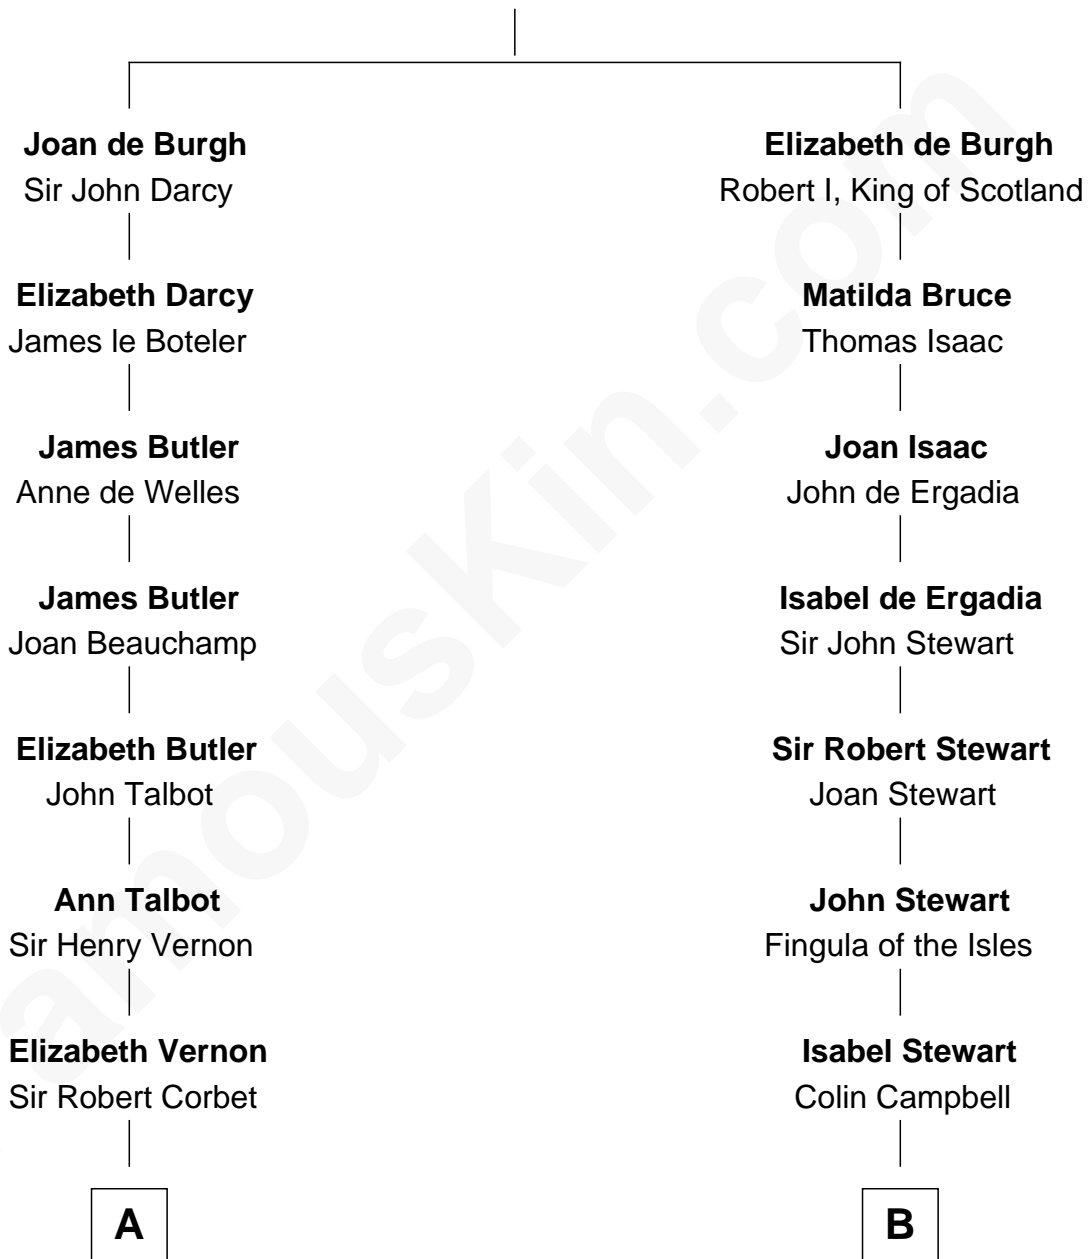 Joan de Burgh
Sir John Darcy
Elizabeth de Burgh
Robert I, King of Scotland
Elizabeth Darcy
James le Boteler
Matilda Bruce
Thomas Isaac
James Butler
Anne de Welles
Joan Isaac
John de Ergadia
James Butler
Joan Beauchamp
Isabel de Ergadia
Sir John Stewart
Elizabeth Butler
John Talbot
Sir Robert Stewart
Joan Stewart
Ann Talbot
Sir Henry Vernon
John Stewart
Fingula of the Isles
Elizabeth Vernon
Sir Robert Corbet
Isabel Stewart
Colin Campbell
A
B
amousKin.com